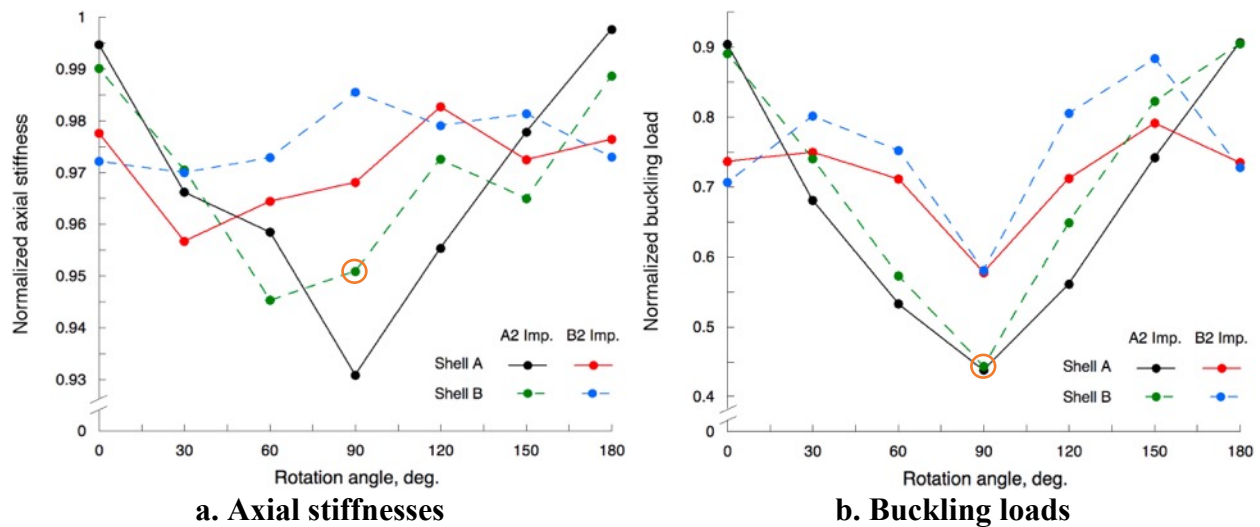 1
0.99
0.98
0.97
0.96
0.95
0.94
0.93
0
Normalized axial stiffness
A2 Imp. B2 Imp.
Shell A
Shell B
0 30 60 90 120 150 180
Rotation angle, deg.
a. Axial stiffnesses
0.9
0.8
0.7
0.6
0.5
0.4
0
Normalized buckling load
A2 Imp. B2 Imp.
Shell A
Shell B
0 30 60 90 120 150 180
Rotation angle, deg.
b. Buckling loads